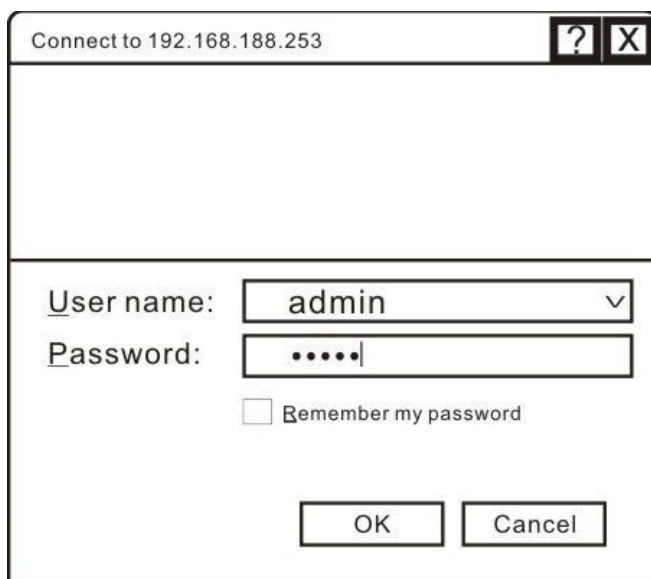 Connect to 192.168.188.253 ? X
User name: admin
Password: •••••
Remember my password
OK Cancel